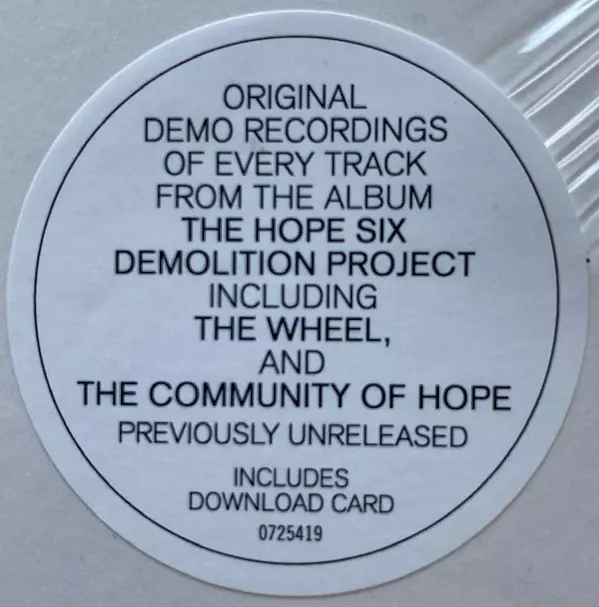 ORIGINAL
DEMO RECORDINGS
OF EVERY TRACK
FROM THE ALBUM
THE HOPE SIX
DEMOLITION PROJECT
INCLUDING
THE WHEEL,
AND
THE COMMUNITY OF HOPE
PREVIOUSLY UNRELEASED
INCLUDES
DOWNLOAD CARD
0725419